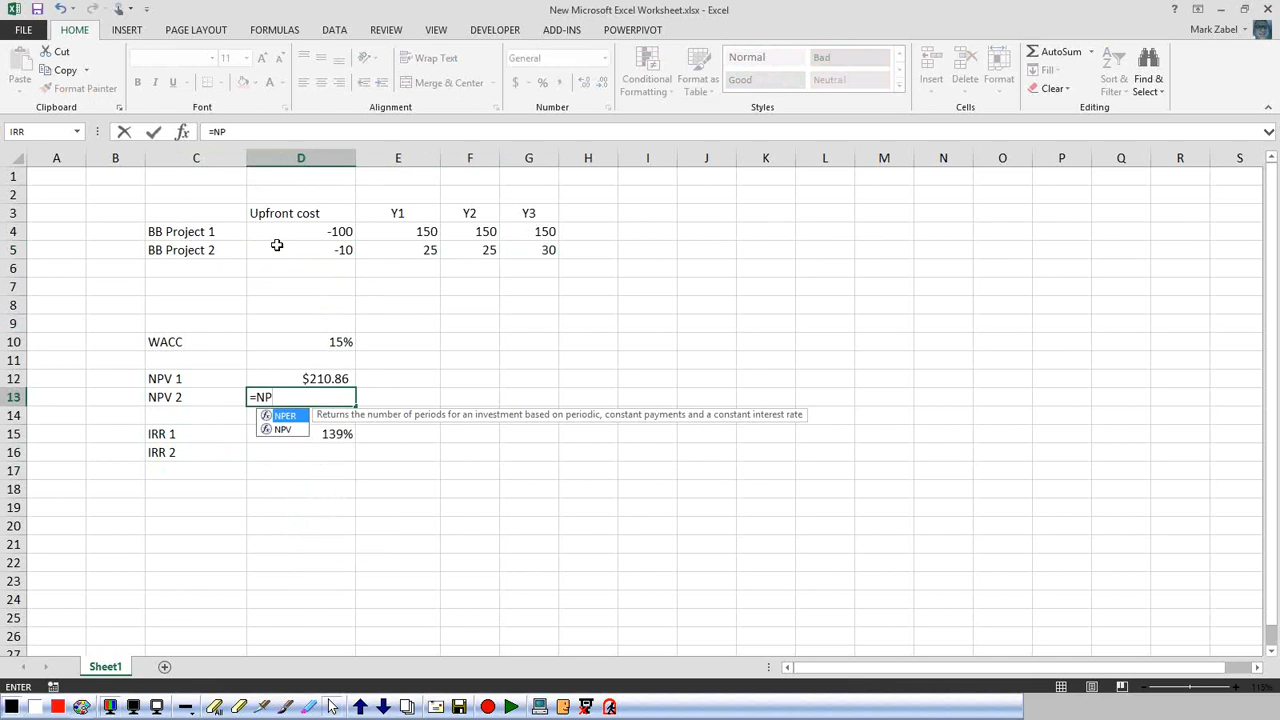 New Microsoft Excel Worksheet.xlsx - Excel
FILE HOME INSERT PAGE LAYOUT FORMULAS DATA REVIEW VIEW DEVELOPER ADD-INS POWERPIVOT Mark Zabel
Paste Cut Copy Format Painter Clipboard
11 A A B I U A Font
Wrap Text Merge & Center Alignment
General $ % , Number
Conditional Formatting Format as Table Normal Bad Good Neutral Styles
Insert Delete Format Cells
AutoSum Fill Clear Sort & Filter Find & Select Editing
IRR fx =NP
A B C D E F G H I J K L M N O P Q R S
1
2
3 Upfront cost Y1 Y2 Y3
4 BB Project 1 -100 150 150 150
5 BB Project 2 -10 25 25 30
6
7
8
9
10 WACC 15%
11
12 NPV 1 $210.86
13 NPV 2 =NP
14 NPER Returns the number of periods for an investment based on periodic, constant payments and a constant interest rate
NPV
15 IRR 1 139%
16 IRR 2
17
18
19
20
21
22
23
24
25
26
27
Sheet1
ENTER 115%